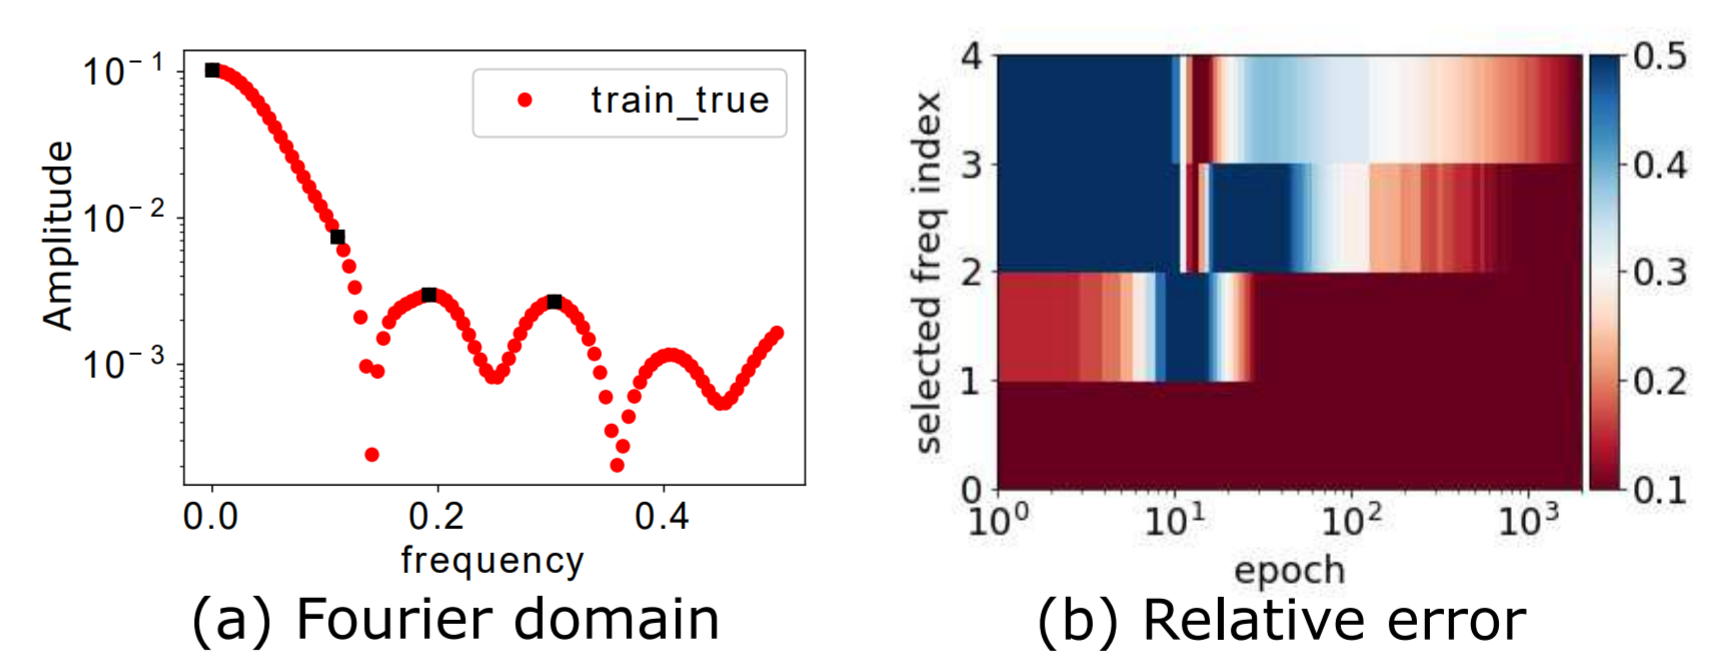 10⁻¹
10⁻²
10⁻³
Amplitude
train_true
0.0 0.2 0.4
frequency
(a) Fourier domain
4
3
2
1
0
selected freq index
10⁰ 10¹ 10² 10³
epoch
0.5
0.4
0.3
0.2
0.1
(b) Relative error